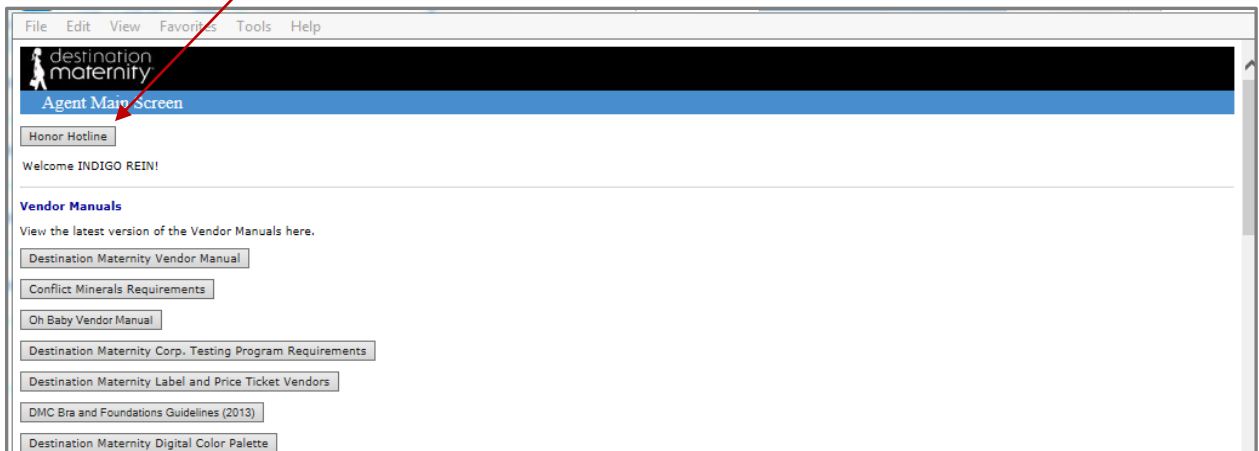 File Edit View Favorites Tools Help
destination
maternity
Agent Main Screen
Honor Hotline
Welcome INDIGO REIN!
Vendor Manuals
View the latest version of the Vendor Manuals here.
Destination Maternity Vendor Manual
Conflict Minerals Requirements
Oh Baby Vendor Manual
Destination Maternity Corp. Testing Program Requirements
Destination Maternity Label and Price Ticket Vendors
DMC Bra and Foundations Guidelines (2013)
Destination Maternity Digital Color Palette